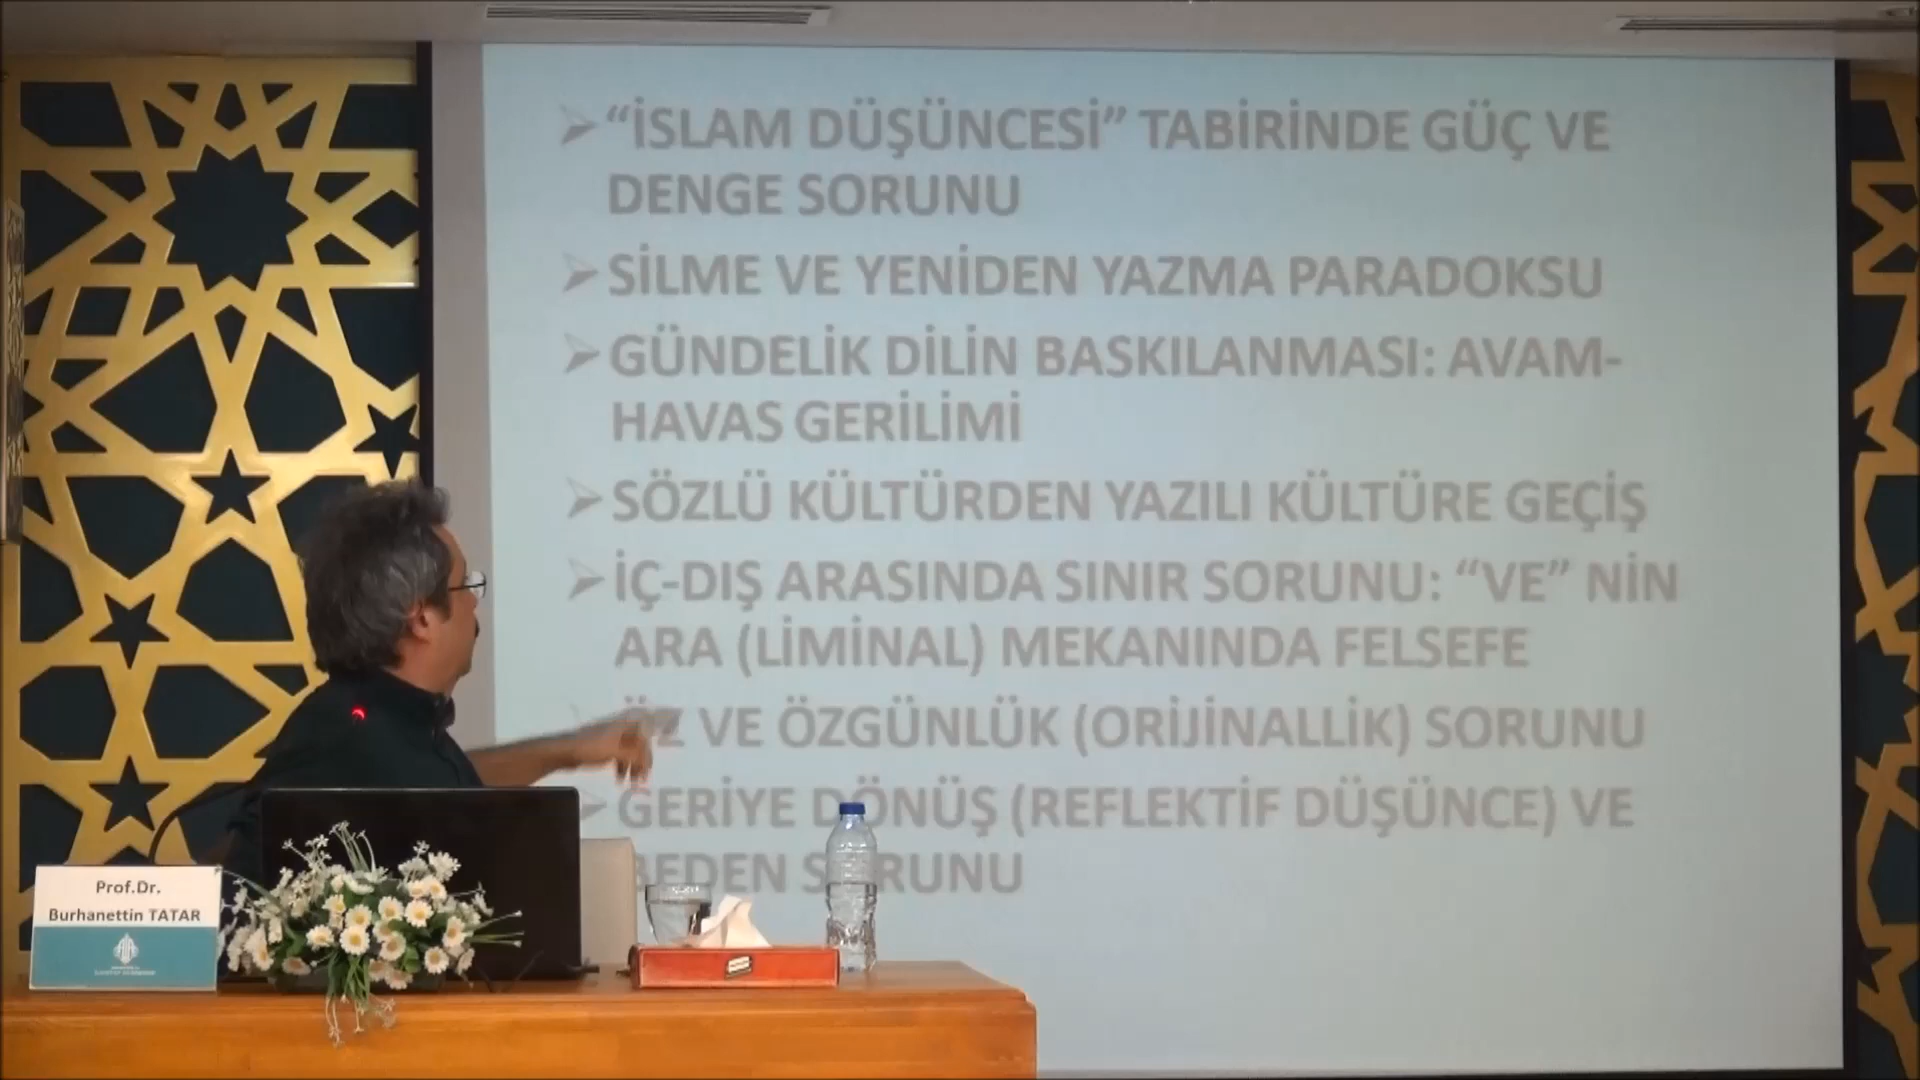 “İSLAM DÜŞÜNCESİ” TABİRİNDE GÜÇ VE
DENGE SORUNU
SİLME VE YENİDEN YAZMA PARADOKSU
GÜNDELİK DİLİN BASKILANMASI: AVAM-
HAVAS GERİLİMİ
SÖZLÜ KÜLTÜRDEN YAZILI KÜLTÜRE GEÇİŞ
İÇ-DIŞ ARASINDA SINIR SORUNU: “VE” NİN
ARA (LİMİNAL) MEKANINDA FELSEFE
ÖZ VE ÖZGÜNLÜK (ORİJİNALLİK) SORUNU
GERİYE DÖNÜŞ (REFLEKTİF DÜŞÜNCE) VE
BEDEN SORUNU
Prof.Dr.
Burhanettin TATAR